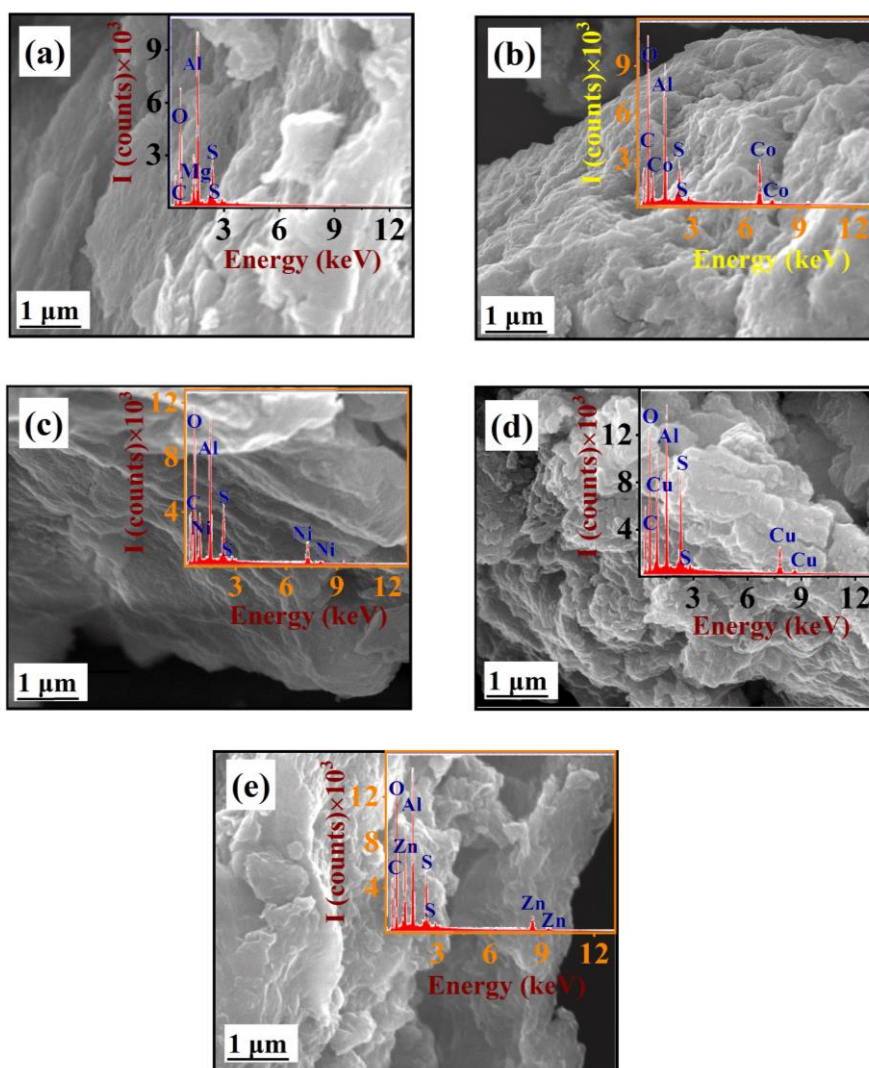 (a)
I (counts)×10³
9
6
3
Al
O
S
Mg
C
S
3 6 9 12
Energy (keV)
1 µm
(b)
I (counts)×10³
9
6
3
O
Al
C
S
Co
Co
S
Co
3 6 9 12
Energy (keV)
1 µm
(c)
I (counts)×10³
12
8
4
O
Al
C
S
Ni
Ni
S
Ni
3 6 9 12
Energy (keV)
1 µm
(d)
I (counts)×10³
12
8
4
O
Al
S
Cu
C
Cu
S
Cu
3 6 9 12
Energy (keV)
1 µm
(e)
I (counts)×10³
12
8
4
O
Al
Zn
C
S
S
Zn
Zn
3 6 9 12
Energy (keV)
1 µm